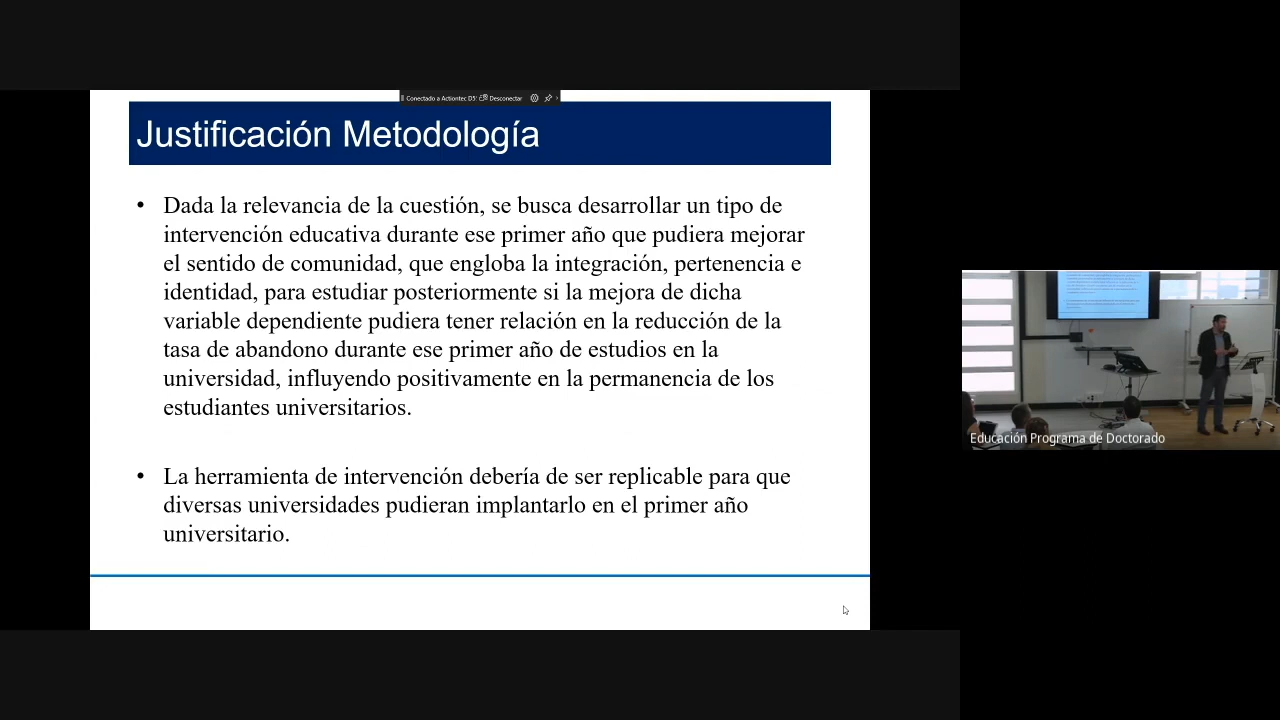 Conectado a Actiontec D5 Desconectar
Justificación Metodología
• Dada la relevancia de la cuestión, se busca desarrollar un tipo de
intervención educativa durante ese primer año que pudiera mejorar
el sentido de comunidad, que engloba la integración, pertenencia e
identidad, para estudiar posteriormente si la mejora de dicha
variable dependiente pudiera tener relación en la reducción de la
tasa de abandono durante ese primer año de estudios en la
universidad, influyendo positivamente en la permanencia de los
estudiantes universitarios.
• La herramienta de intervención debería de ser replicable para que
diversas universidades pudieran implantarlo en el primer año
universitario.
Educación Programa de Doctorado